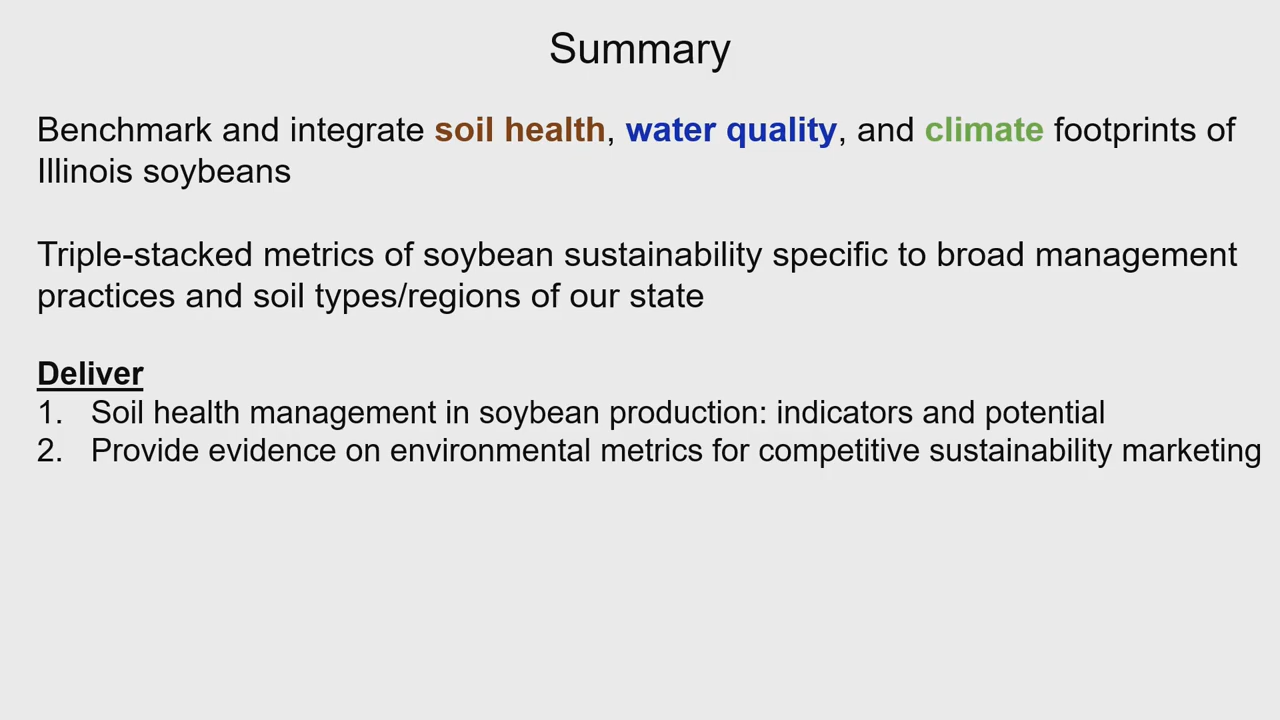 Summary
Benchmark and integrate soil health, water quality, and climate footprints of
Illinois soybeans
Triple-stacked metrics of soybean sustainability specific to broad management
practices and soil types/regions of our state
Deliver
1. Soil health management in soybean production: indicators and potential
2. Provide evidence on environmental metrics for competitive sustainability marketing